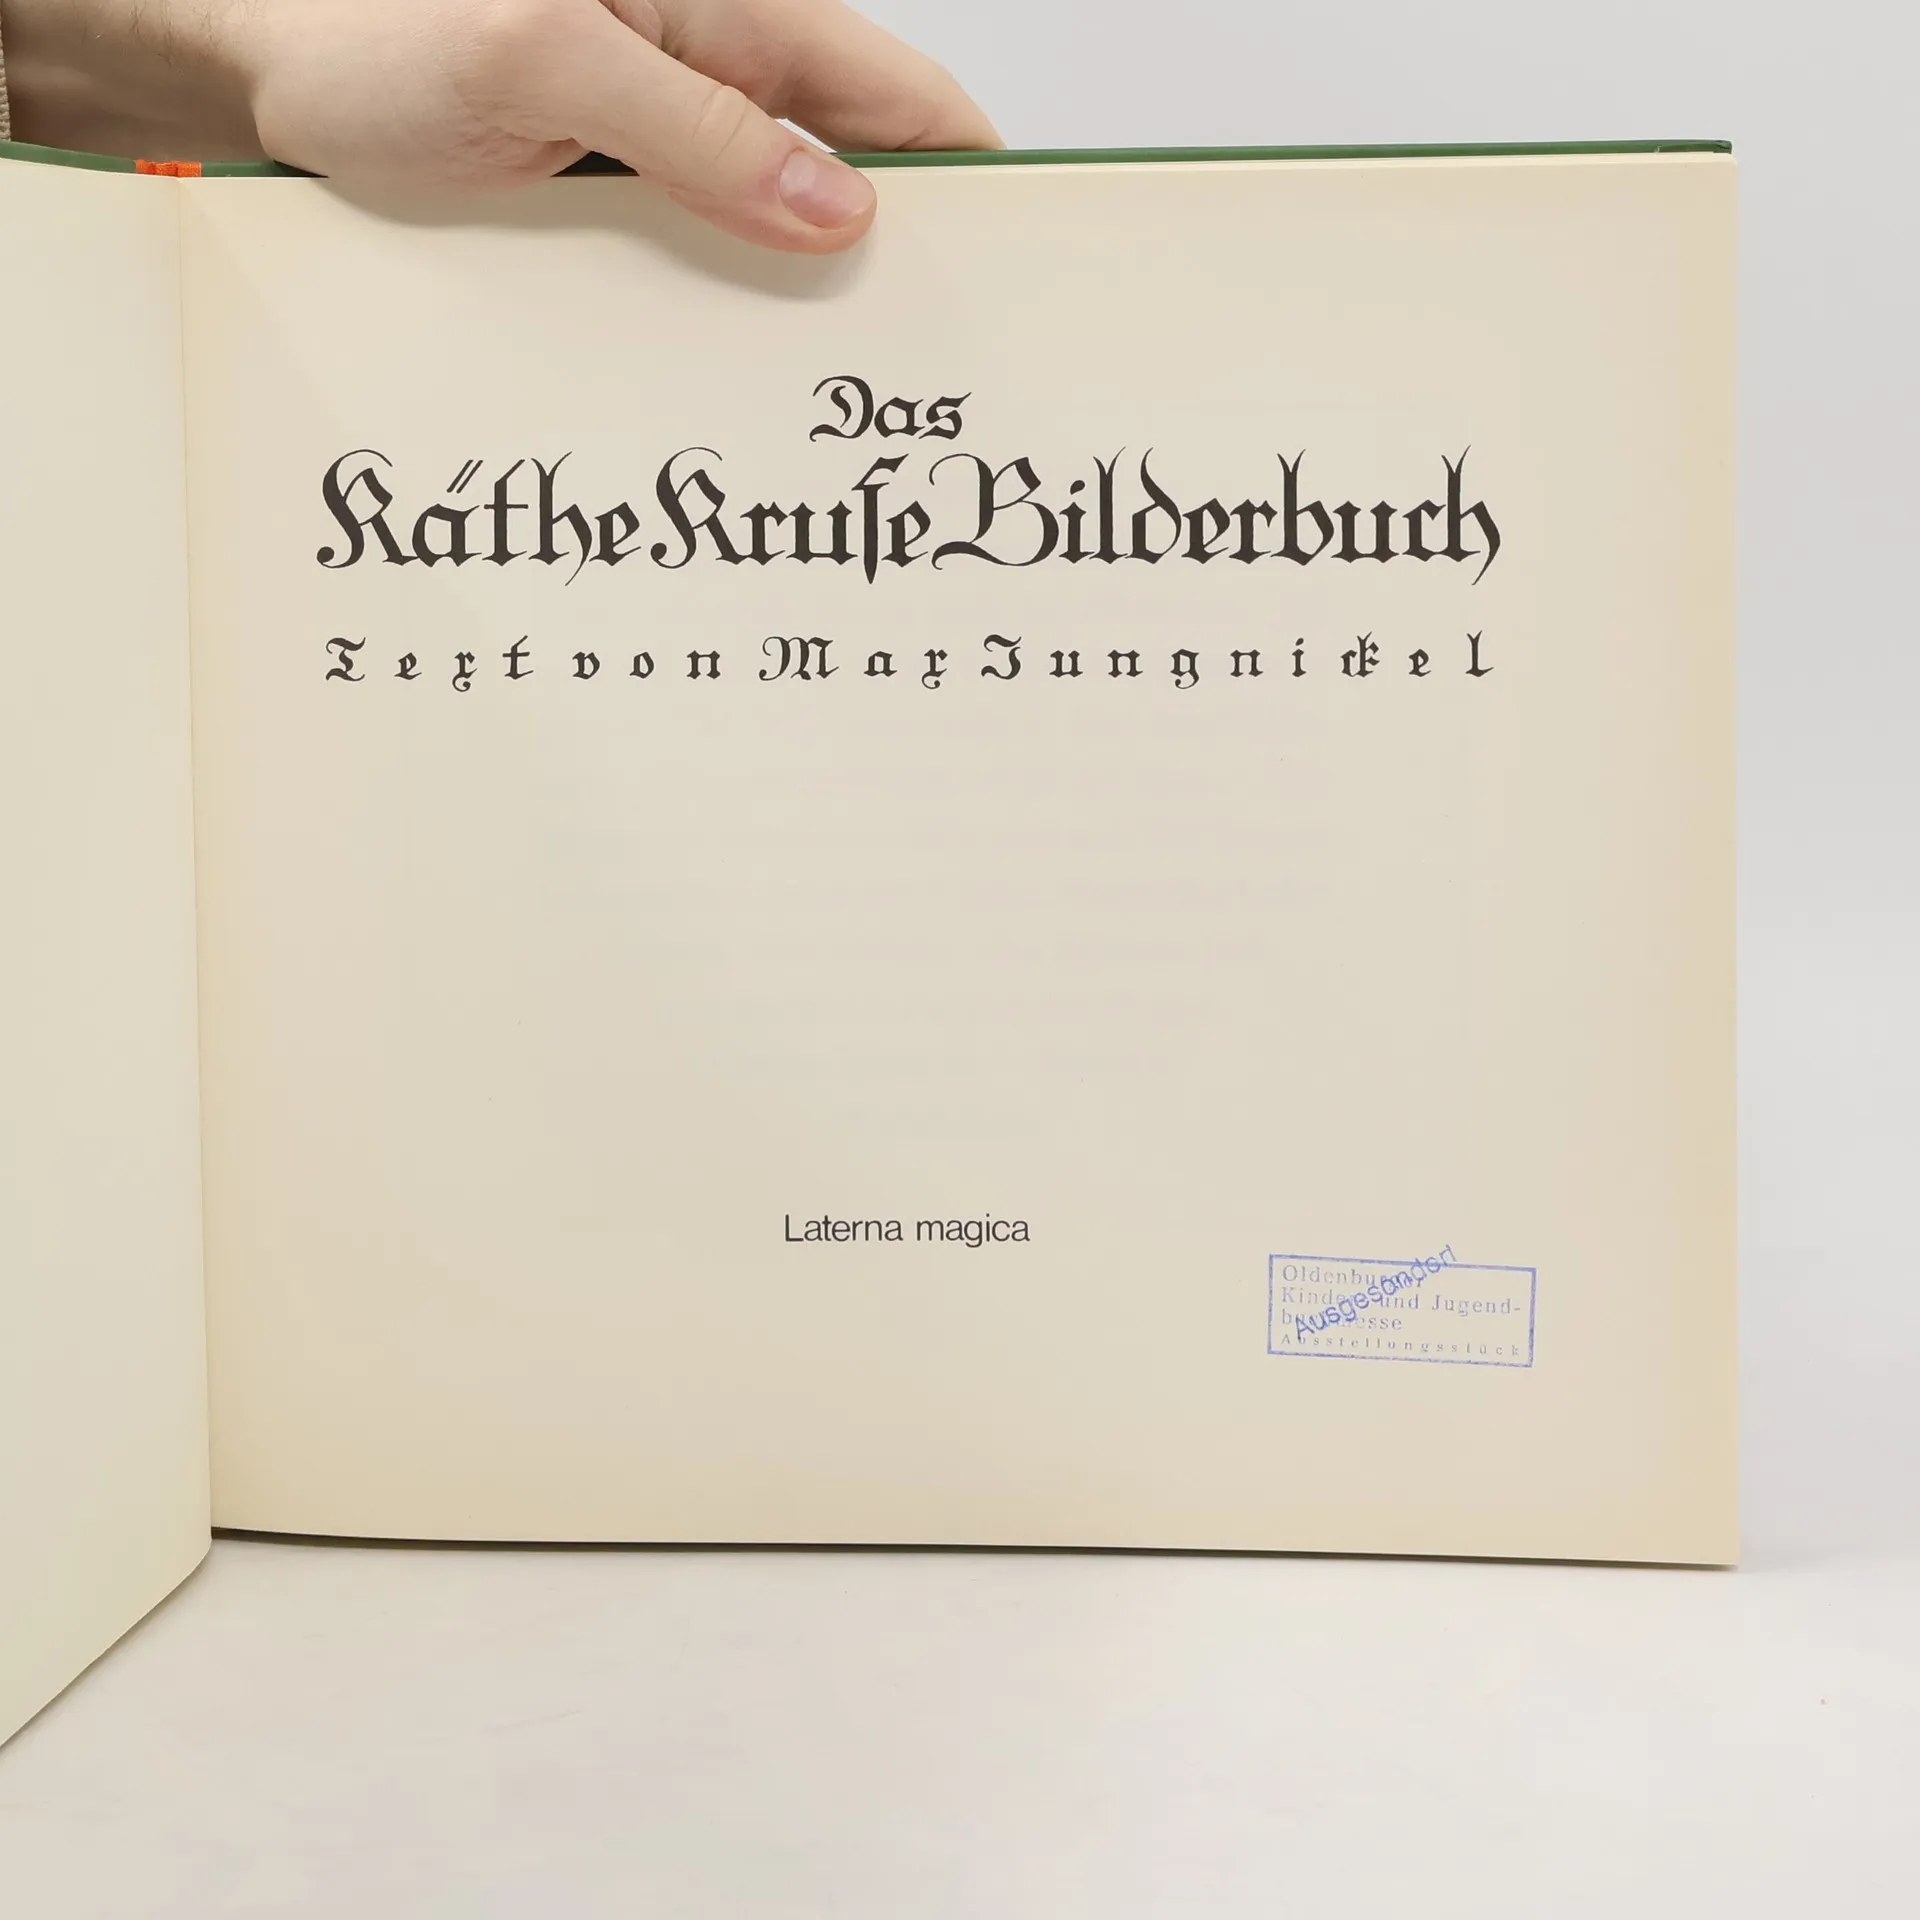 Das
Käthe Kruſe Bilderbuch
Text von Max Jungnickel
Laterna magica
Oldenburger
Kinder- und Jugend-
buchmesse
Ausstellungsstück
Ausgesondert